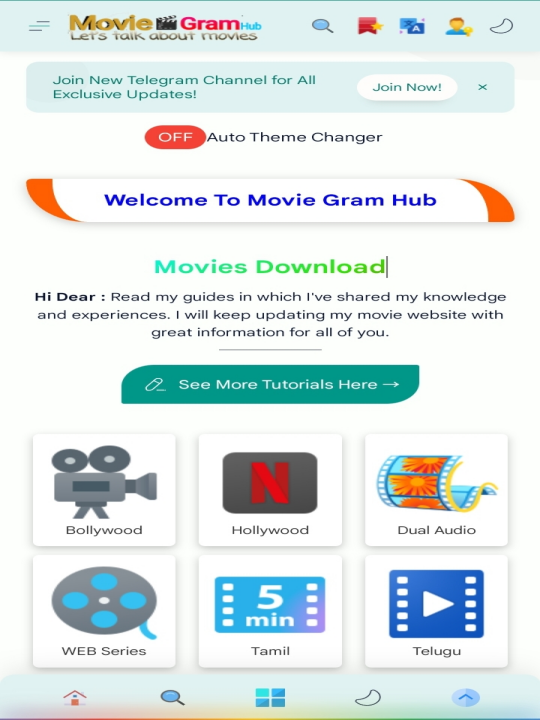 Movie GramHub
Let's talk about movies
Join New Telegram Channel for All
Exclusive Updates!
Join Now! ×
OFF Auto Theme Changer
Welcome To Movie Gram Hub
Movies Download
Hi Dear : Read my guides in which I've shared my knowledge
and experiences. I will keep updating my movie website with
great information for all of you.
See More Tutorials Here →
N
Bollywood Hollywood Dual Audio
5
min
WEB Series Tamil Telugu